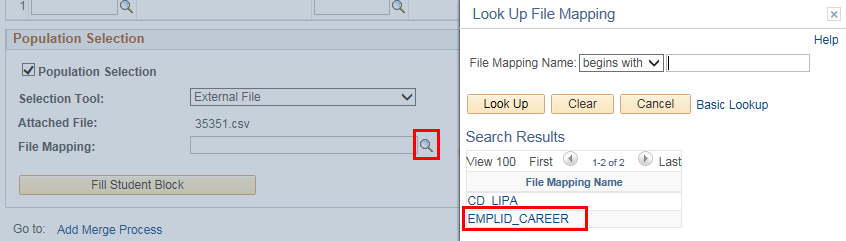 1
Population Selection
Population Selection
Selection Tool: External File
Attached File: 35351.csv
File Mapping:
Fill Student Block
Go to: Add Merge Process
Look Up File Mapping
Help
File Mapping Name: begins with
Look Up Clear Cancel Basic Lookup
Search Results
View 100 First 1-2 of 2 Last
File Mapping Name
CD_LIPA
EMPLID_CAREER